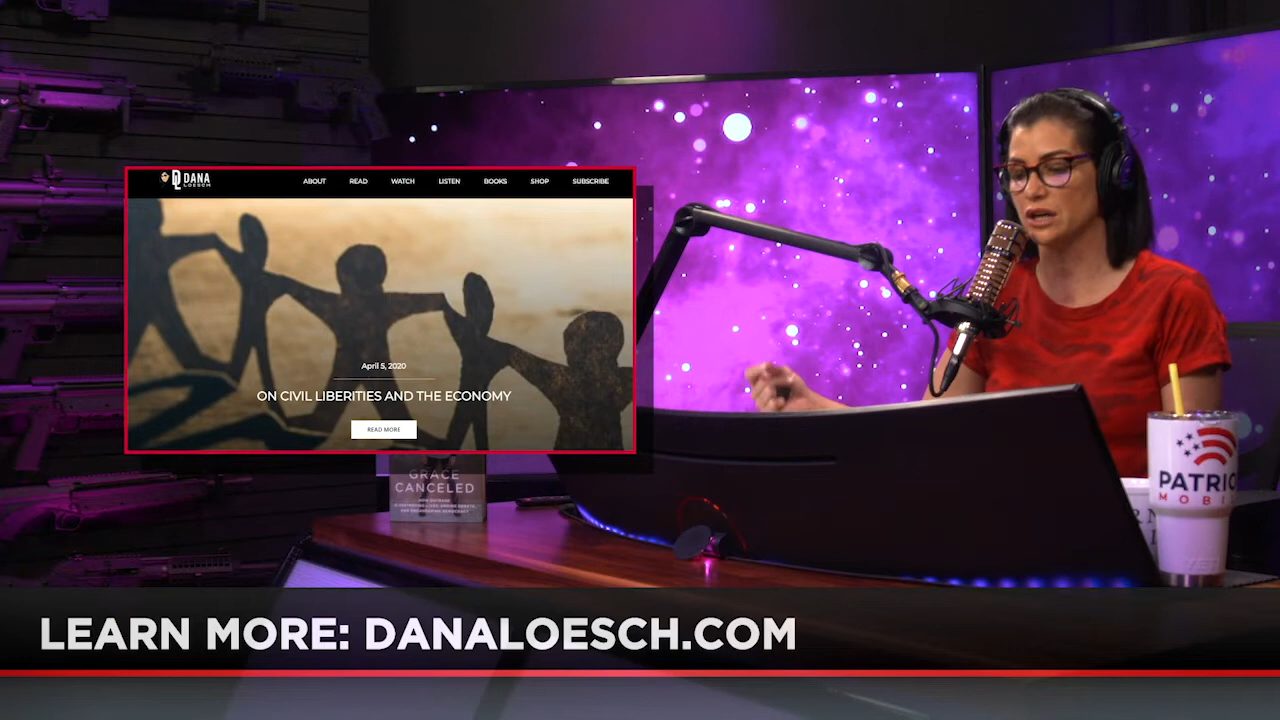 DANA
LOESCH
ABOUT READ WATCH LISTEN BOOKS SHOP SUBSCRIBE
April 5, 2020
ON CIVIL LIBERITIES AND THE ECONOMY
READ MORE
GRACE
CANCELED
PATRIO
MOBI
LEARN MORE: DANALOESCH.COM